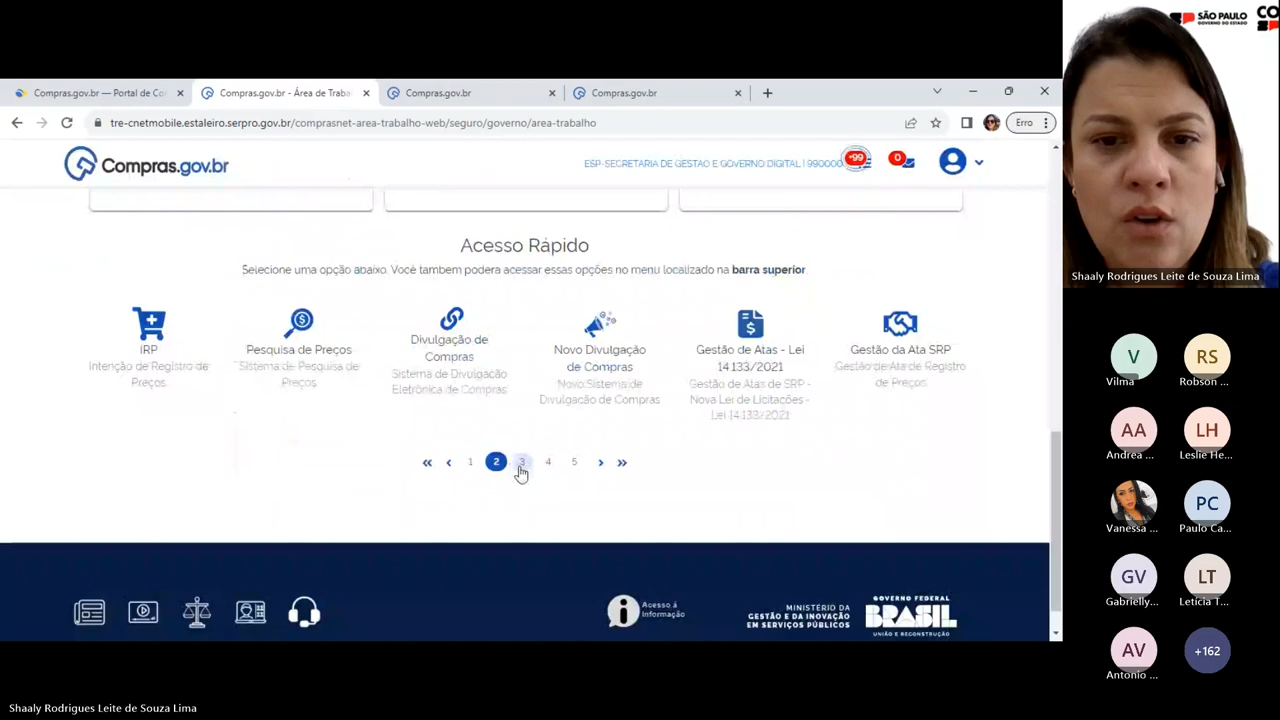 SÃO PAULO
GOVERNO DO ESTADO
CO
Compras.gov.br — Portal de Co
Compras.gov.br - Área de Traba
Compras.gov.br
Compras.gov.br
tre-cnetmobile.estaleiro.serpro.gov.br/comprasnet-area-trabalho-web/seguro/governo/area-trabalho
Erro
Compras.gov.br
ESP-SECRETARIA DE GESTAO E GOVERNO DIGITAL | 990000
+99
0
Acesso Rápido
Selecione uma opção abaixo. Você tambem podera acessar essas opções no menu localizado na barra superior.
IRP
Intenção de Registro de
Preços.
Pesquisa de Preços
Sistema de Pesquisa de
Preços
Divulgação de
Compras
Sistema de Divulgação
Eletrônica de Compras
Novo Divulgação
de Compras
Novo Sistema de
Divulgação de Compras
Gestão de Atas - Lei
14.133/2021
Gestão de Atas de SRP -
Nova Lei de Licitações -
Lei 14.133/2021
Gestão da Ata SRP
Gestão de Ata de Registro
de Preços.
« ‹ 1 2 3 4 5 › »
Acesso à
Informação
MINISTÉRIO DA
GESTÃO E DA INOVAÇÃO
EM SERVIÇOS PÚBLICOS
GOVERNO FEDERAL
BRASIL
UNIÃO E RECONSTRUÇÃO
Shaaly Rodrigues Leite de Souza Lima
V
Vilma
RS
Robson ...
AA
Andrea ...
LH
Leslie He...
Vanessa ...
PC
Paulo Ca...
GV
Gabrielly...
LT
Letícia T...
AV
Antonio ...
+162
Shaaly Rodrigues Leite de Souza Lima